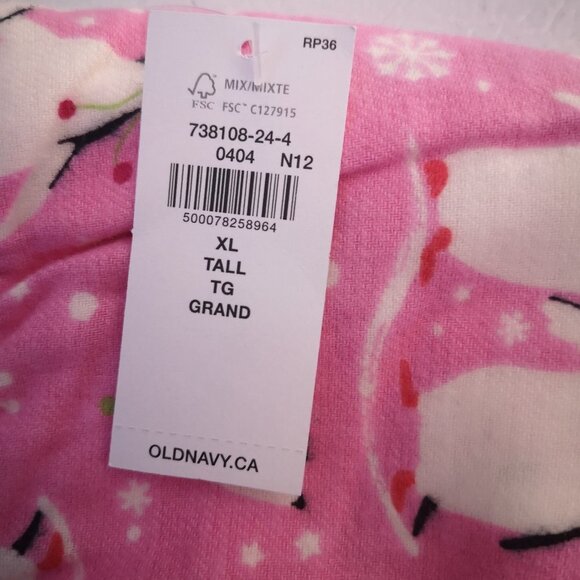 RP36
MIX/MIXTE
FSC FSC™ C127915
738108-24-4
0404 N12
500078258964
XL
TALL
TG
GRAND
OLDNAVY.CA